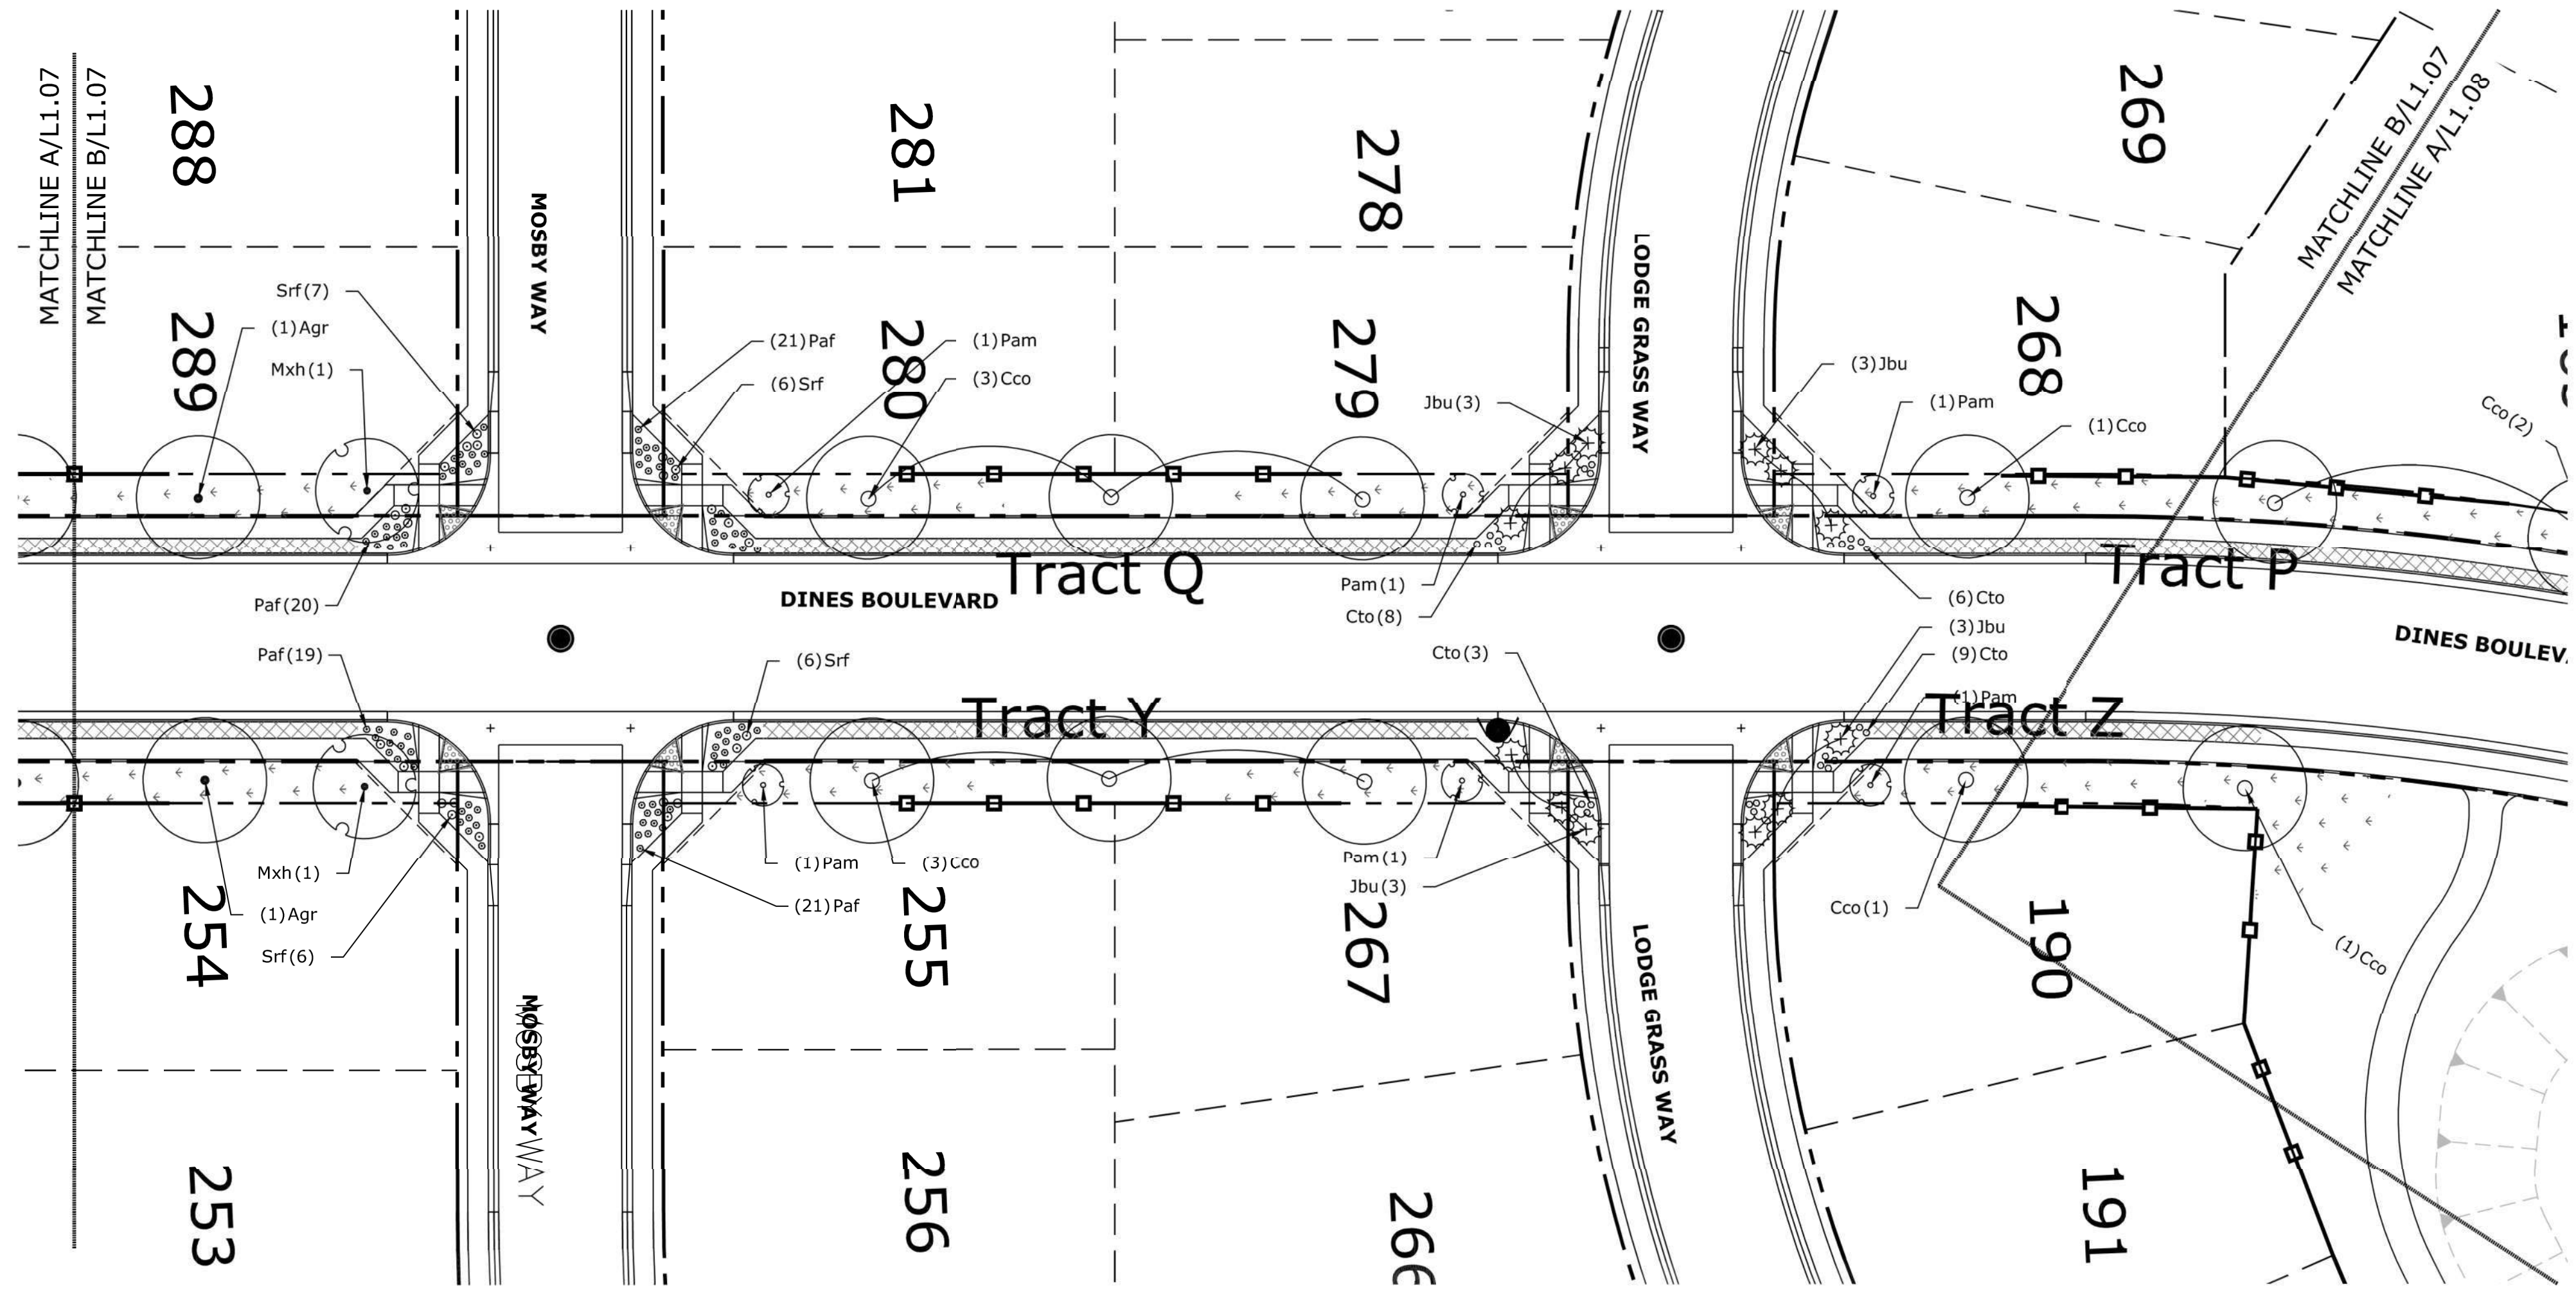 MATCHLINE A/L1.07
MATCHLINE B/L1.07
288
MOSBY WAY
281
278
LODGE GRASS WAY
269
MATCHLINE B/L1.07
MATCHLINE A/L1.08
289
Srf(7)
(1)Agr
Mxh(1)
(21)Paf
(6)Srf
280
(1)Pam
(3)Cco
279
Jbu(3)
(3)Jbu
(1)Pam
268
(1)Cco
Cco(2)
Paf(20)
DINES BOULEVARD
Tract Q
Pam(1)
Cto(8)
Tract P
(6)Cto
(3)Jbu
(9)Cto
(1)Pam
DINES BOULEV
Paf(19)
(6)Srf
Tract Y
Cto(3)
Tract Z
Mxh(1)
(1)Agr
Srf(6)
254
(1)Pam
(3)Cco
(21)Paf
255
Pam(1)
Jbu(3)
267
Cco(1)
190
(1)Cco
MOSBY WAY
MOSBY WAY
LODGE GRASS WAY
253
256
266
191